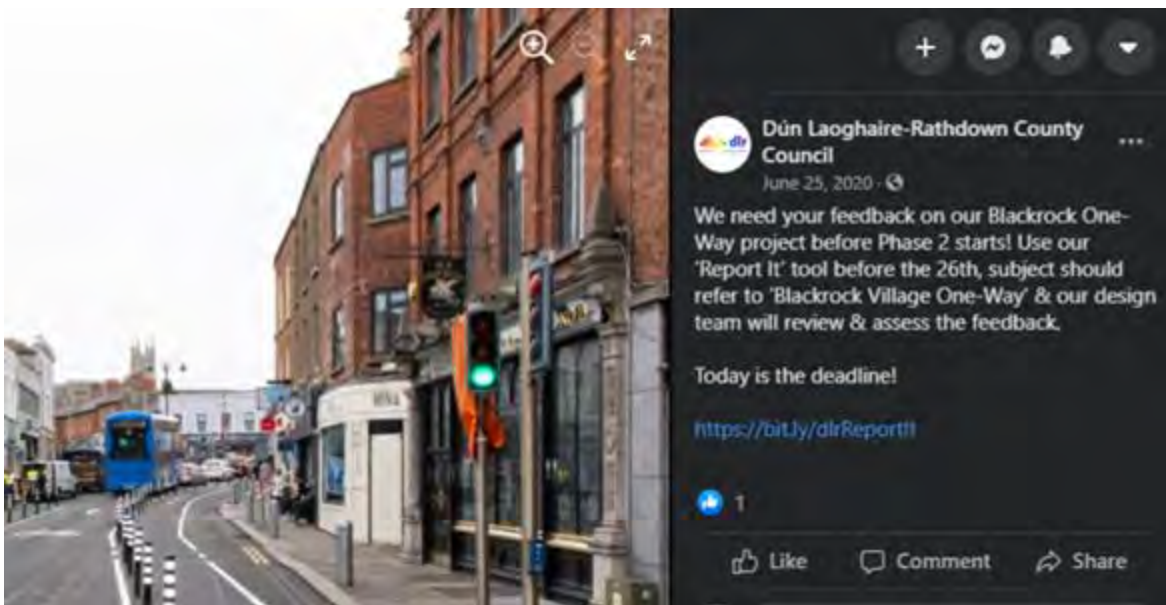 dlr
Dún Laoghaire-Rathdown County
Council
June 25, 2020 ·
We need your feedback on our Blackrock One-
Way project before Phase 2 starts! Use our
'Report It' tool before the 26th, subject should
refer to 'Blackrock Village One-Way' & our design
team will review & assess the feedback.
Today is the deadline!
https://bit.ly/dlrReportIt
1
Like Comment Share